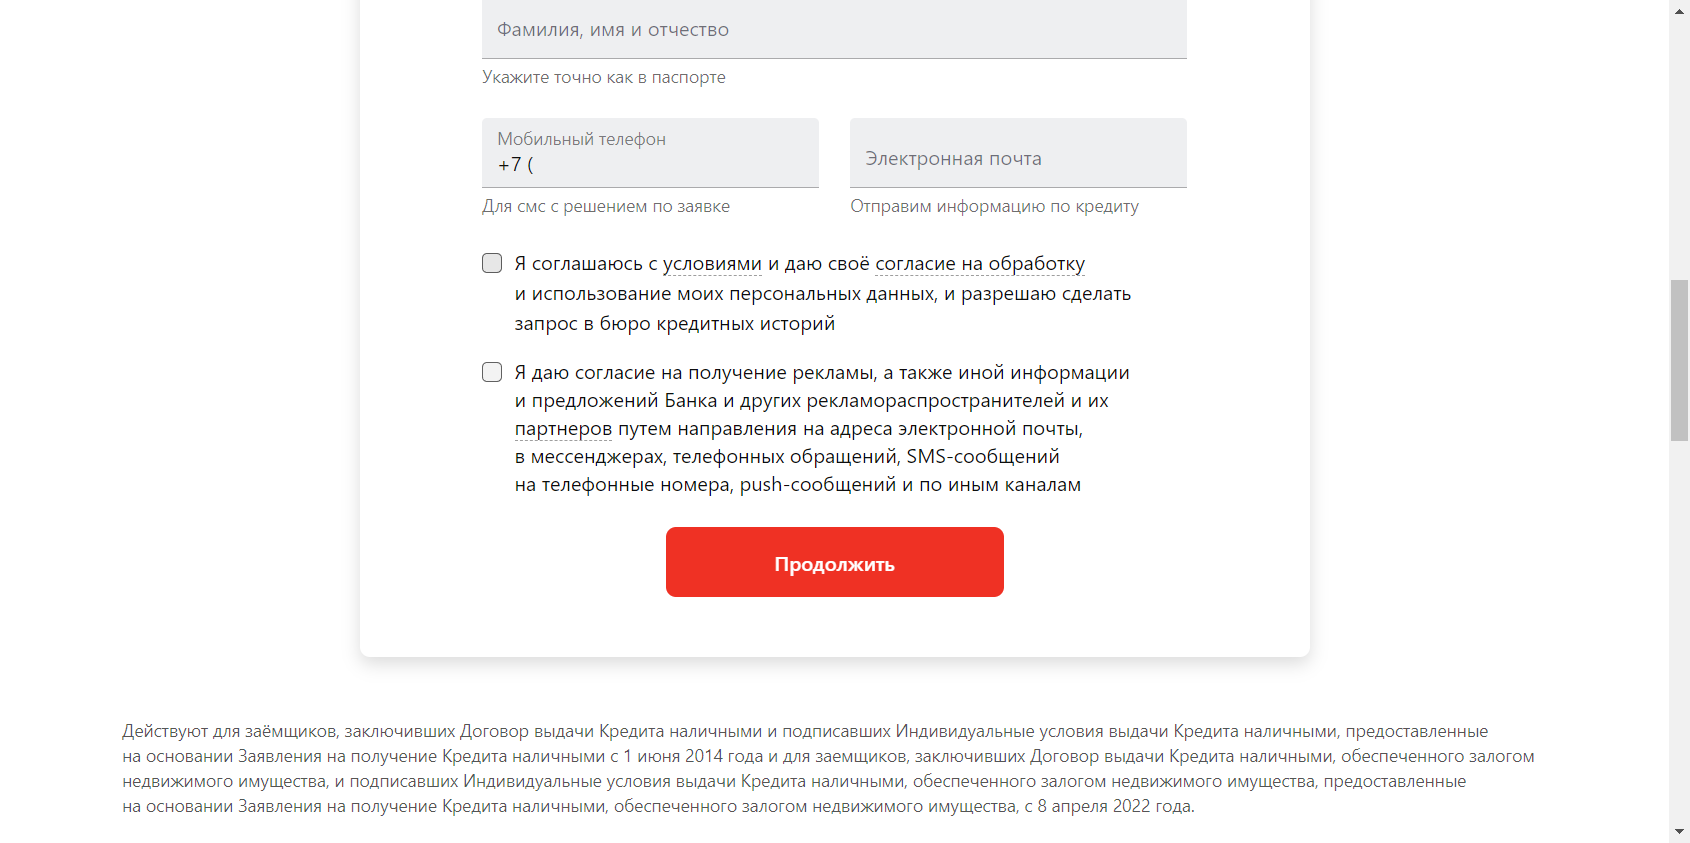 Фамилия, имя и отчество
Укажите точно как в паспорте
Мобильный телефон
+7 (
Электронная почта
Для смс с решением по заявке
Отправим информацию по кредиту
Я соглашаюсь с условиями и даю своё согласие на обработку
и использование моих персональных данных, и разрешаю сделать
запрос в бюро кредитных историй
Я даю согласие на получение рекламы, а также иной информации
и предложений Банка и других рекламораспространителей и их
партнеров путем направления на адреса электронной почты,
в мессенджерах, телефонных обращений, SMS-сообщений
на телефонные номера, push-сообщений и по иным каналам
Продолжить
Действуют для заёмщиков, заключивших Договор выдачи Кредита наличными и подписавших Индивидуальные условия выдачи Кредита наличными, предоставленные
на основании Заявления на получение Кредита наличными с 1 июня 2014 года и для заемщиков, заключивших Договор выдачи Кредита наличными, обеспеченного залогом
недвижимого имущества, и подписавших Индивидуальные условия выдачи Кредита наличными, обеспеченного залогом недвижимого имущества, предоставленные
на основании Заявления на получение Кредита наличными, обеспеченного залогом недвижимого имущества, с 8 апреля 2022 года.